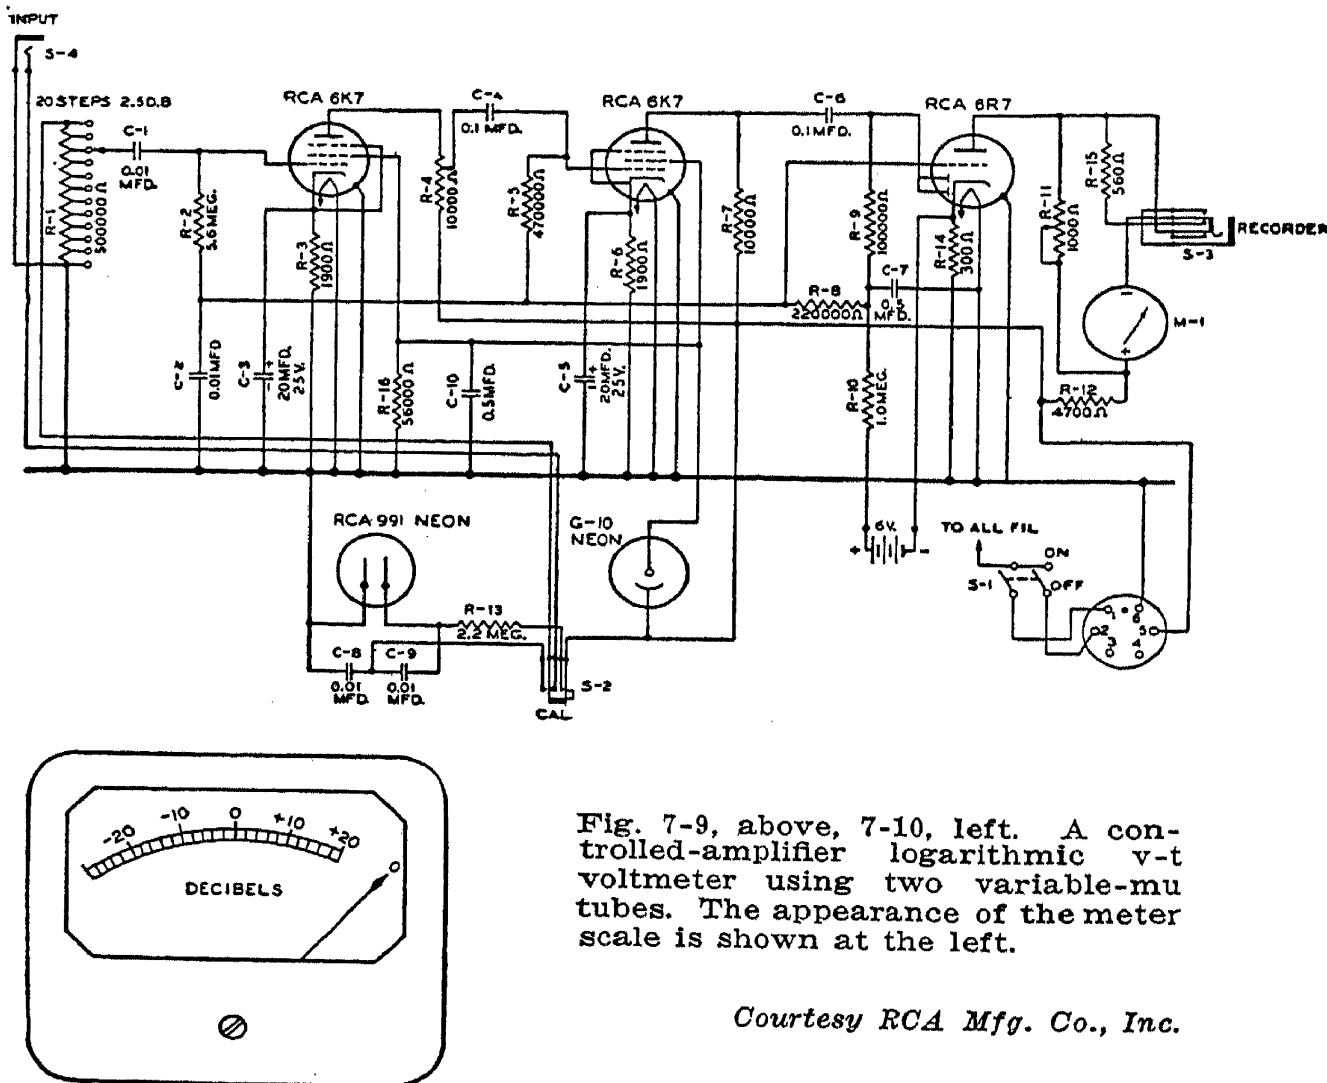 INPUT
S-4
20 STEPS 2.5 D.B
C-1
0.01
MFD.
R-1
500000Ω
R-2
5.6 MEG.
RCA 6K7
R-3
1900Ω
C-4
0.1 MFD.
R-4
10000Ω
R-5
470000Ω
RCA 6K7
R-6
1900Ω
R-7
10000Ω
C-6
0.1 MFD.
R-9
100000Ω
RCA 6R7
R-14
300Ω
R-11
1000Ω
R-15
560Ω
RECORDER
S-3
C-7
0.5
MFD.
R-8
220000Ω
-
M-1
+
C-2
0.01 MFD
C-3
- +
20 MFD.
25 V.
R-16
56000Ω
C-10
0.5 MFD.
C-5
- +
20 MFD.
25 V.
R-10
1.0 MEG.
R-12
4700Ω
RCA 991 NEON
G-10
NEON
+ 6V. -
TO ALL FIL
ON
S-1
OFF
1 6
2 5
3 4
R-13
2.2 MEG.
C-8
0.01
MFD.
C-9
0.01
MFD.
S-2
CAL
-20 -10 0 +10 +20
0
DECIBELS
Fig. 7-9, above, 7-10, left. A con-
trolled-amplifier logarithmic v-t
voltmeter using two variable-mu
tubes. The appearance of the meter
scale is shown at the left.
Courtesy RCA Mfg. Co., Inc.